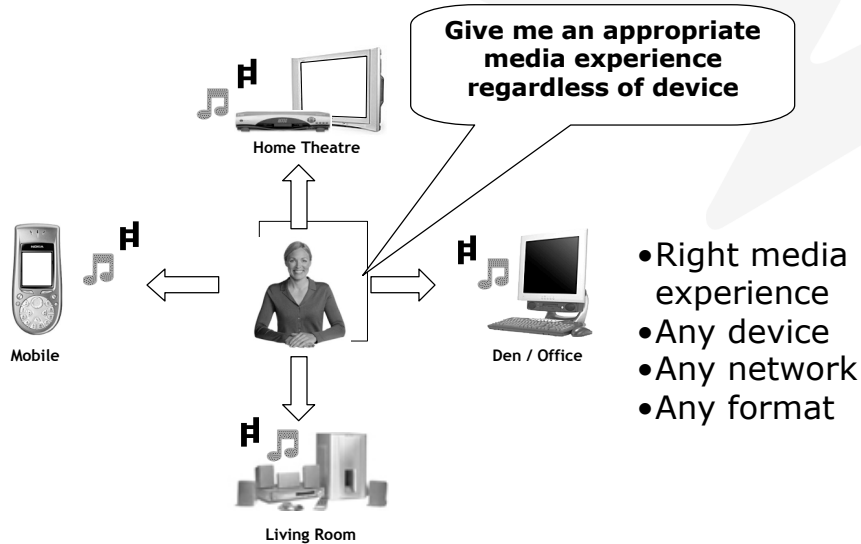 Give me an appropriate
media experience
regardless of device
Home Theatre
NOKIA
Mobile
Den / Office
•Right media
experience
•Any device
•Any network
•Any format
Living Room